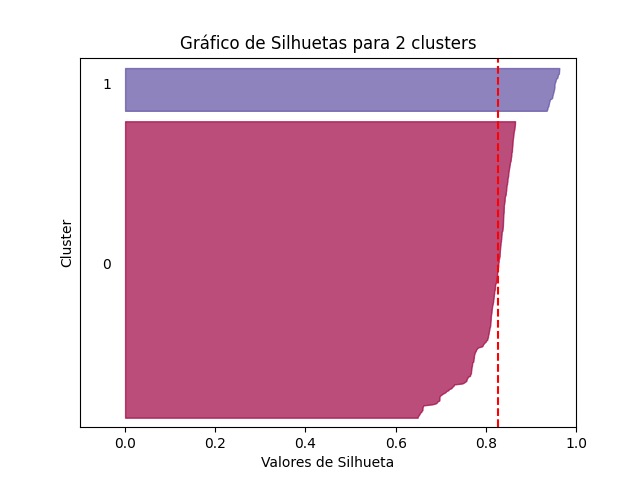 Gráfico de Silhuetas para 2 clusters
1
0
Cluster
0.0 0.2 0.4 0.6 0.8 1.0
Valores de Silhueta